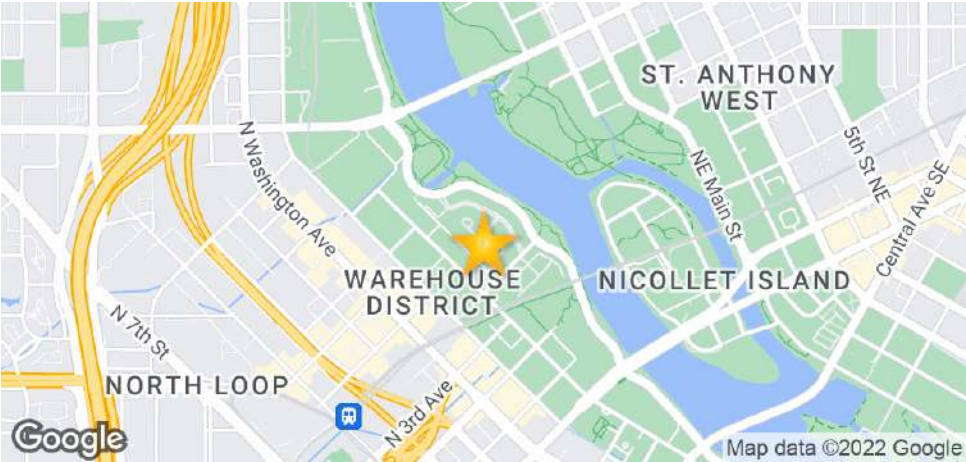 ST. ANTHONY
WEST
5th St NE
N Washington Ave
NE Main St
Central Ave SE
WAREHOUSE
DISTRICT
NICOLLET ISLAND
N 7th St
NORTH LOOP
N 3rd Ave
Google
Map data ©2022 Google